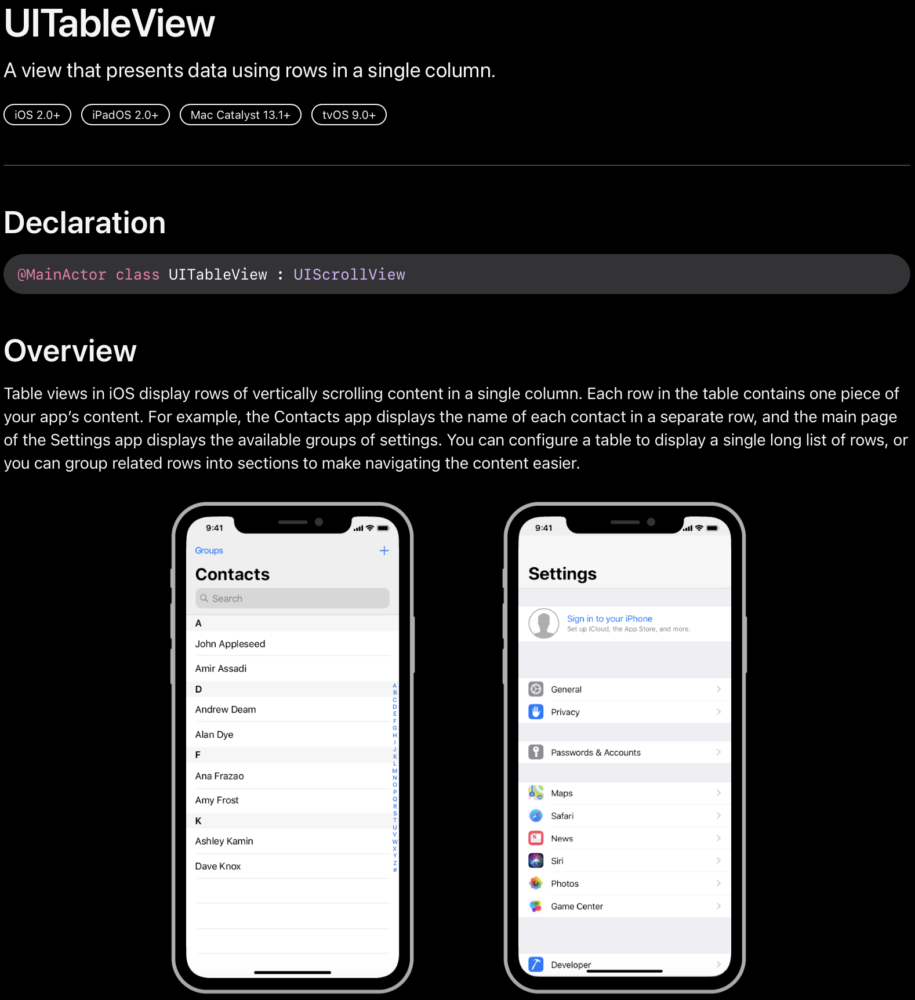 UITableView
A view that presents data using rows in a single column.
iOS 2.0+ iPadOS 2.0+ Mac Catalyst 13.1+ tvOS 9.0+
Declaration
@MainActor class UITableView : UIScrollView
Overview
Table views in iOS display rows of vertically scrolling content in a single column. Each row in the table contains one piece of
your app’s content. For example, the Contacts app displays the name of each contact in a separate row, and the main page
of the Settings app displays the available groups of settings. You can configure a table to display a single long list of rows, or
you can group related rows into sections to make navigating the content easier.
9:41
Groups +
Contacts
Search
A
John Appleseed
Amir Assadi
D
Andrew Deam
Alan Dye
F
Ana Frazao
Amy Frost
K
Ashley Kamin
Dave Knox
A
B
C
D
E
F
G
H
I
J
K
L
M
N
O
P
Q
R
S
T
U
V
W
X
Y
Z
#
9:41
Settings
Sign in to your iPhone
Set up iCloud, the App Store, and more.
General
Privacy
Passwords & Accounts
Maps
Safari
News
Siri
Photos
Game Center
Developer